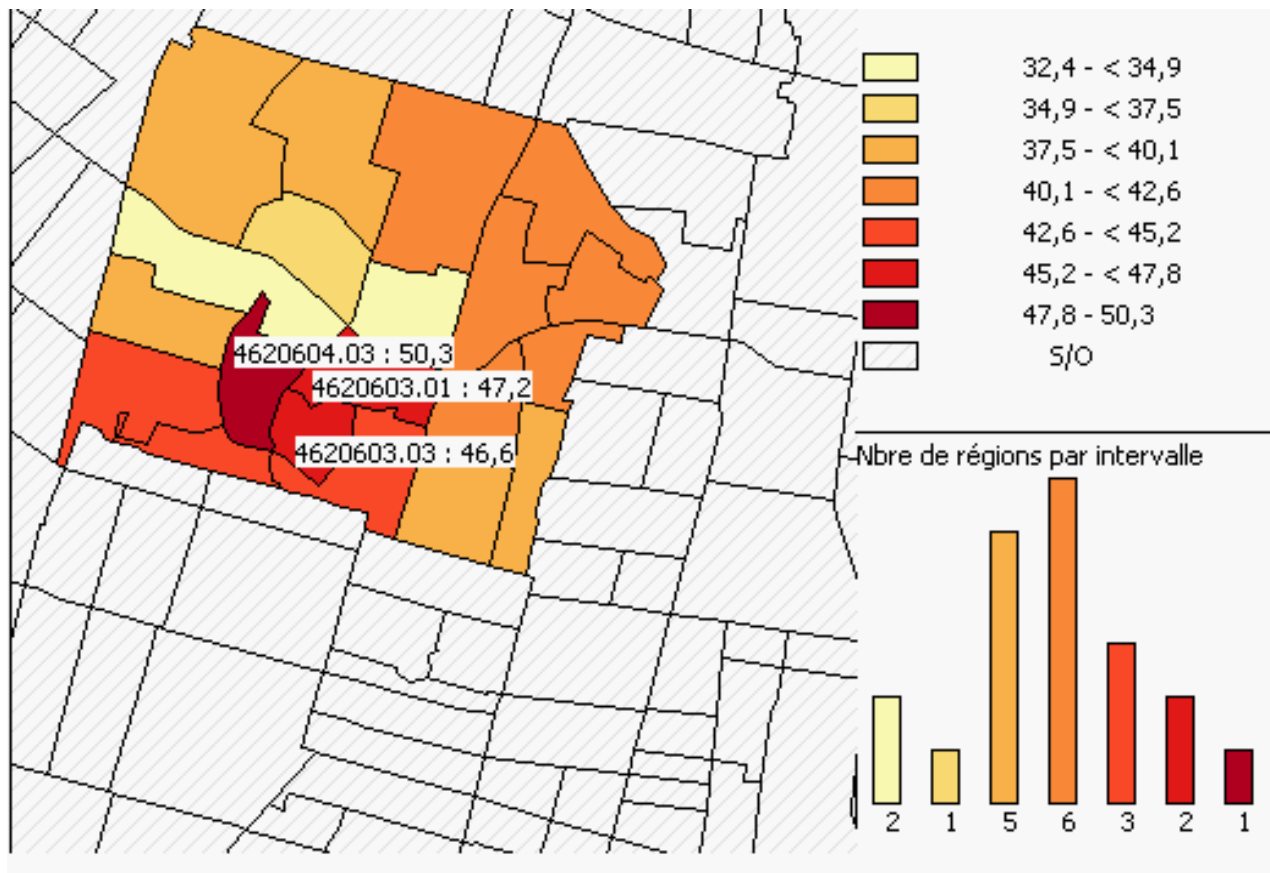 32,4 - < 34,9
34,9 - < 37,5
37,5 - < 40,1
40,1 - < 42,6
42,6 - < 45,2
45,2 - < 47,8
47,8 - 50,3
S/O
4620604.03 : 50,3
4620603.01 : 47,2
4620603.03 : 46,6
Nbre de régions par intervalle
2 1 5 6 3 2 1